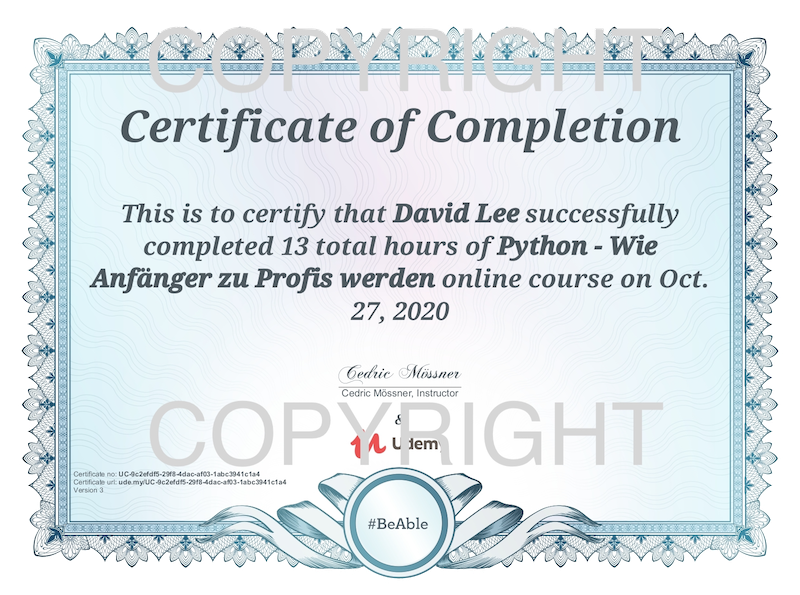 COPYRIGHT
Certificate of Completion
This is to certify that David Lee successfully
completed 13 total hours of Python - Wie
Anfänger zu Profis werden online course on Oct.
27, 2020
Cedric Mössner
Cedric Mössner, Instructor
&
COPYRIGHT
Udemy
Certificate no: UC-9c2efdf5-29f8-4dac-af03-1abc3941c1a4
Certificate url: ude.my/UC-9c2efdf5-29f8-4dac-af03-1abc3941c1a4
Version 3
#BeAble